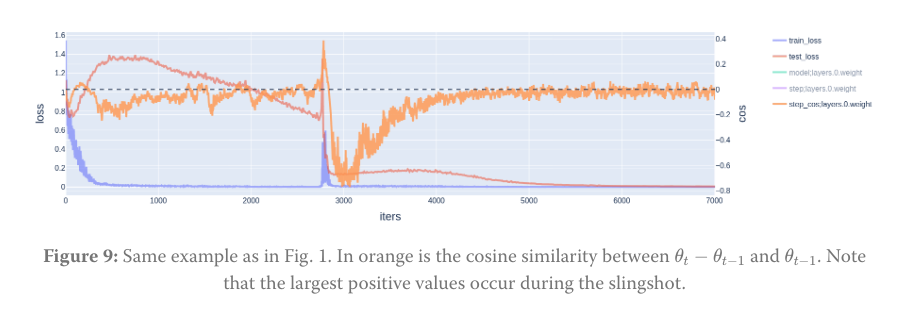 1.6
1.4
1.2
1
0.8
0.6
0.4
0.2
0
loss
0.4
0.2
0
−0.2
−0.4
−0.6
−0.8
cos
0 1000 2000 3000 4000 5000 6000 7000
iters
train_loss
test_loss
model:layers.0.weight
step:layers.0.weight
step_cos:layers.0.weight
Figure 9: Same example as in Fig. 1. In orange is the cosine similarity between θₜ − θₜ₋₁ and θₜ₋₁. Note
that the largest positive values occur during the slingshot.